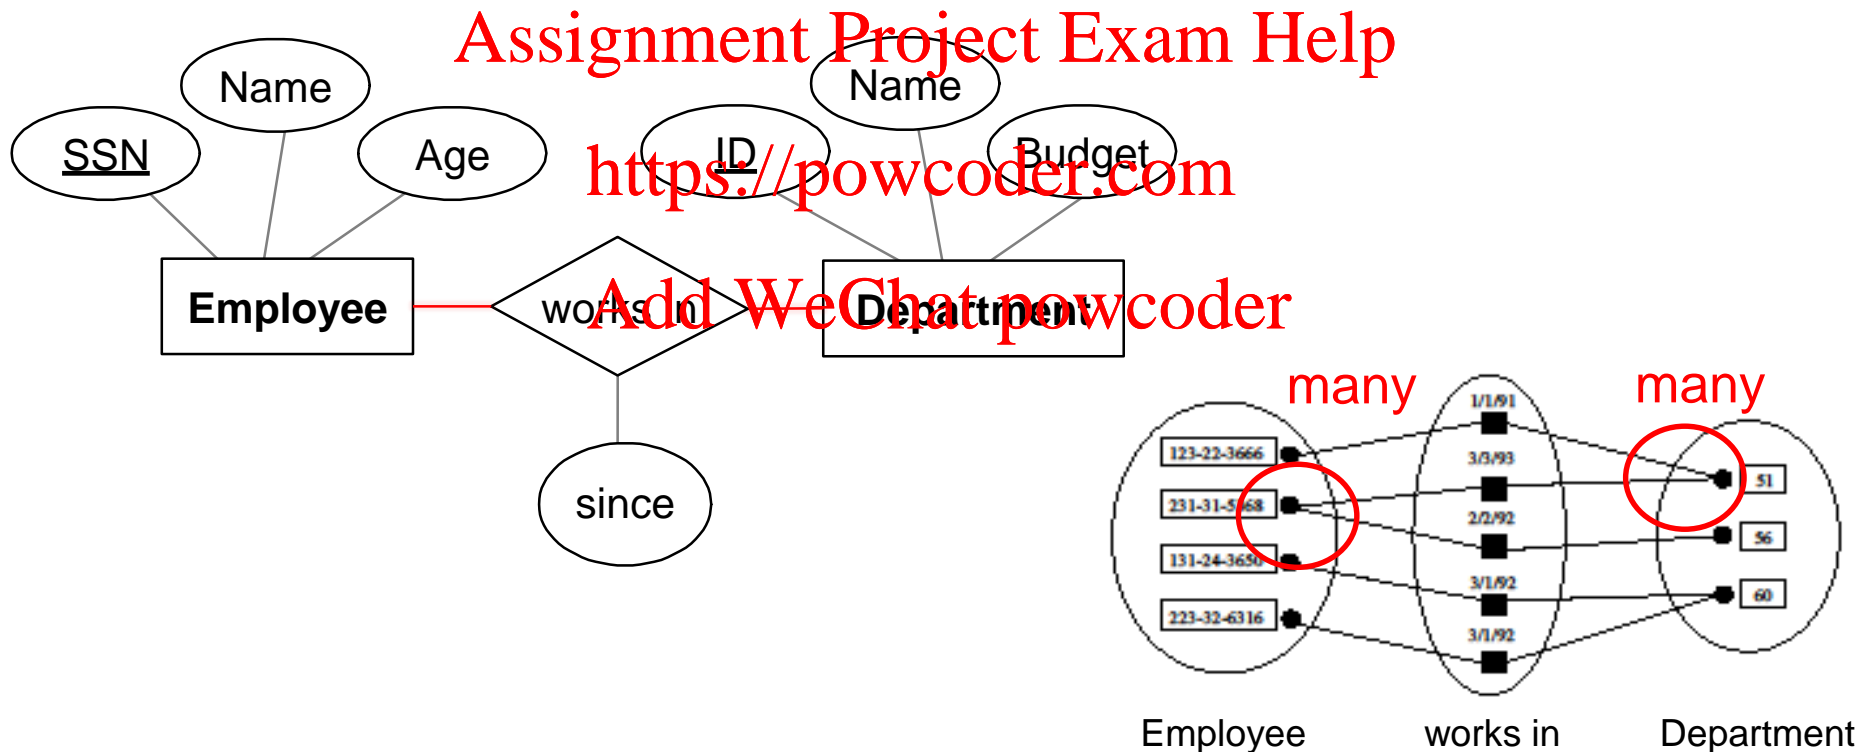 Assignment Project Exam Help
Name
Name
SSN
Age
ID
Budget
https://powcoder.com
Employee
works in
Department
Add WeChat powcoder
since
many
many
1/1/91
123-22-3666
3/3/93
51
231-31-5368
2/2/92
56
131-24-3650
3/1/92
60
223-32-6316
3/1/92
Employee
works in
Department